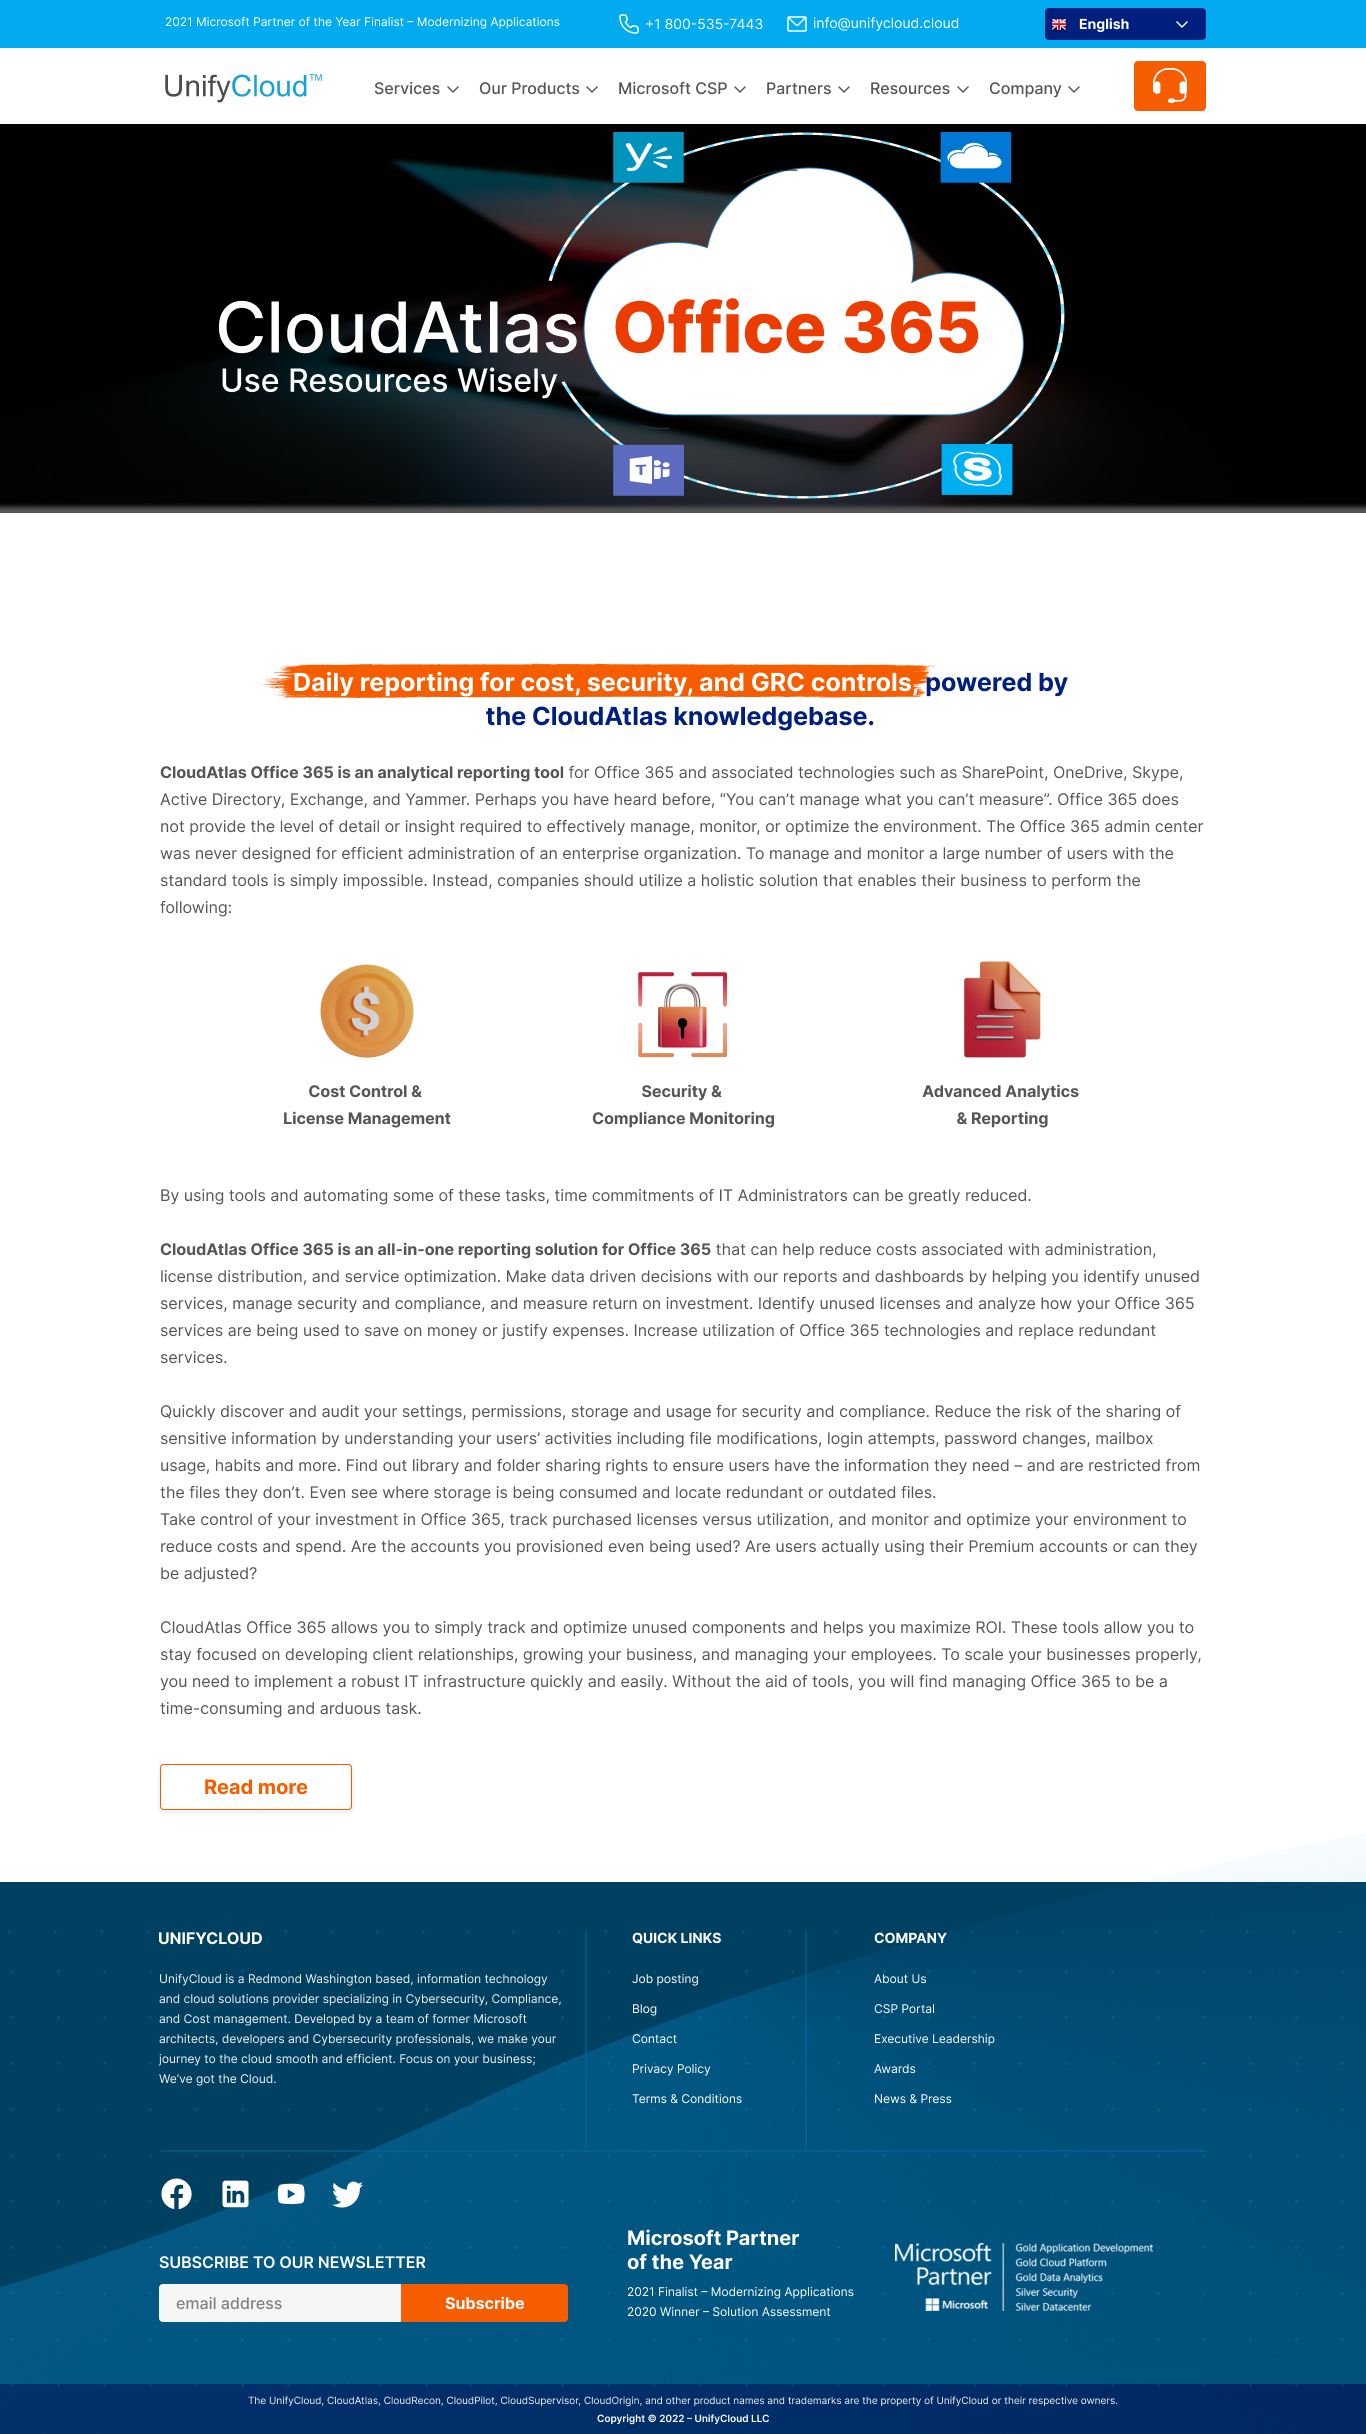 2021 Microsoft Partner of the Year Finalist – Modernizing Applications
+1 800-535-7443
info@unifycloud.cloud
English
UnifyCloud™
Services
Our Products
Microsoft CSP
Partners
Resources
Company
CloudAtlas Office 365
Use Resources Wisely
Daily reporting for cost, security, and GRC controls, powered by
the CloudAtlas knowledgebase.
CloudAtlas Office 365 is an analytical reporting tool for Office 365 and associated technologies such as SharePoint, OneDrive, Skype,
Active Directory, Exchange, and Yammer. Perhaps you have heard before, “You can’t manage what you can’t measure”. Office 365 does
not provide the level of detail or insight required to effectively manage, monitor, or optimize the environment. The Office 365 admin center
was never designed for efficient administration of an enterprise organization. To manage and monitor a large number of users with the
standard tools is simply impossible. Instead, companies should utilize a holistic solution that enables their business to perform the
following:
Cost Control &
License Management
Security &
Compliance Monitoring
Advanced Analytics
& Reporting
By using tools and automating some of these tasks, time commitments of IT Administrators can be greatly reduced.
CloudAtlas Office 365 is an all-in-one reporting solution for Office 365 that can help reduce costs associated with administration,
license distribution, and service optimization. Make data driven decisions with our reports and dashboards by helping you identify unused
services, manage security and compliance, and measure return on investment. Identify unused licenses and analyze how your Office 365
services are being used to save on money or justify expenses. Increase utilization of Office 365 technologies and replace redundant
services.
Quickly discover and audit your settings, permissions, storage and usage for security and compliance. Reduce the risk of the sharing of
sensitive information by understanding your users’ activities including file modifications, login attempts, password changes, mailbox
usage, habits and more. Find out library and folder sharing rights to ensure users have the information they need – and are restricted from
the files they don’t. Even see where storage is being consumed and locate redundant or outdated files.
Take control of your investment in Office 365, track purchased licenses versus utilization, and monitor and optimize your environment to
reduce costs and spend. Are the accounts you provisioned even being used? Are users actually using their Premium accounts or can they
be adjusted?
CloudAtlas Office 365 allows you to simply track and optimize unused components and helps you maximize ROI. These tools allow you to
stay focused on developing client relationships, growing your business, and managing your employees. To scale your businesses properly,
you need to implement a robust IT infrastructure quickly and easily. Without the aid of tools, you will find managing Office 365 to be a
time-consuming and arduous task.
Read more
UNIFYCLOUD
UnifyCloud is a Redmond Washington based, information technology
and cloud solutions provider specializing in Cybersecurity, Compliance,
and Cost management. Developed by a team of former Microsoft
architects, developers and Cybersecurity professionals, we make your
journey to the cloud smooth and efficient. Focus on your business;
We’ve got the Cloud.
QUICK LINKS
Job posting
Blog
Contact
Privacy Policy
Terms & Conditions
COMPANY
About Us
CSP Portal
Executive Leadership
Awards
News & Press
SUBSCRIBE TO OUR NEWSLETTER
email address
Subscribe
Microsoft Partner
of the Year
2021 Finalist – Modernizing Applications
2020 Winner – Solution Assessment
Microsoft
Partner
Microsoft
Gold Application Development
Gold Cloud Platform
Gold Data Analytics
Silver Security
Silver Datacenter
The UnifyCloud, CloudAtlas, CloudRecon, CloudPilot, CloudSupervisor, CloudOrigin, and other product names and trademarks are the property of UnifyCloud or their respective owners.
Copyright © 2022 – UnifyCloud LLC